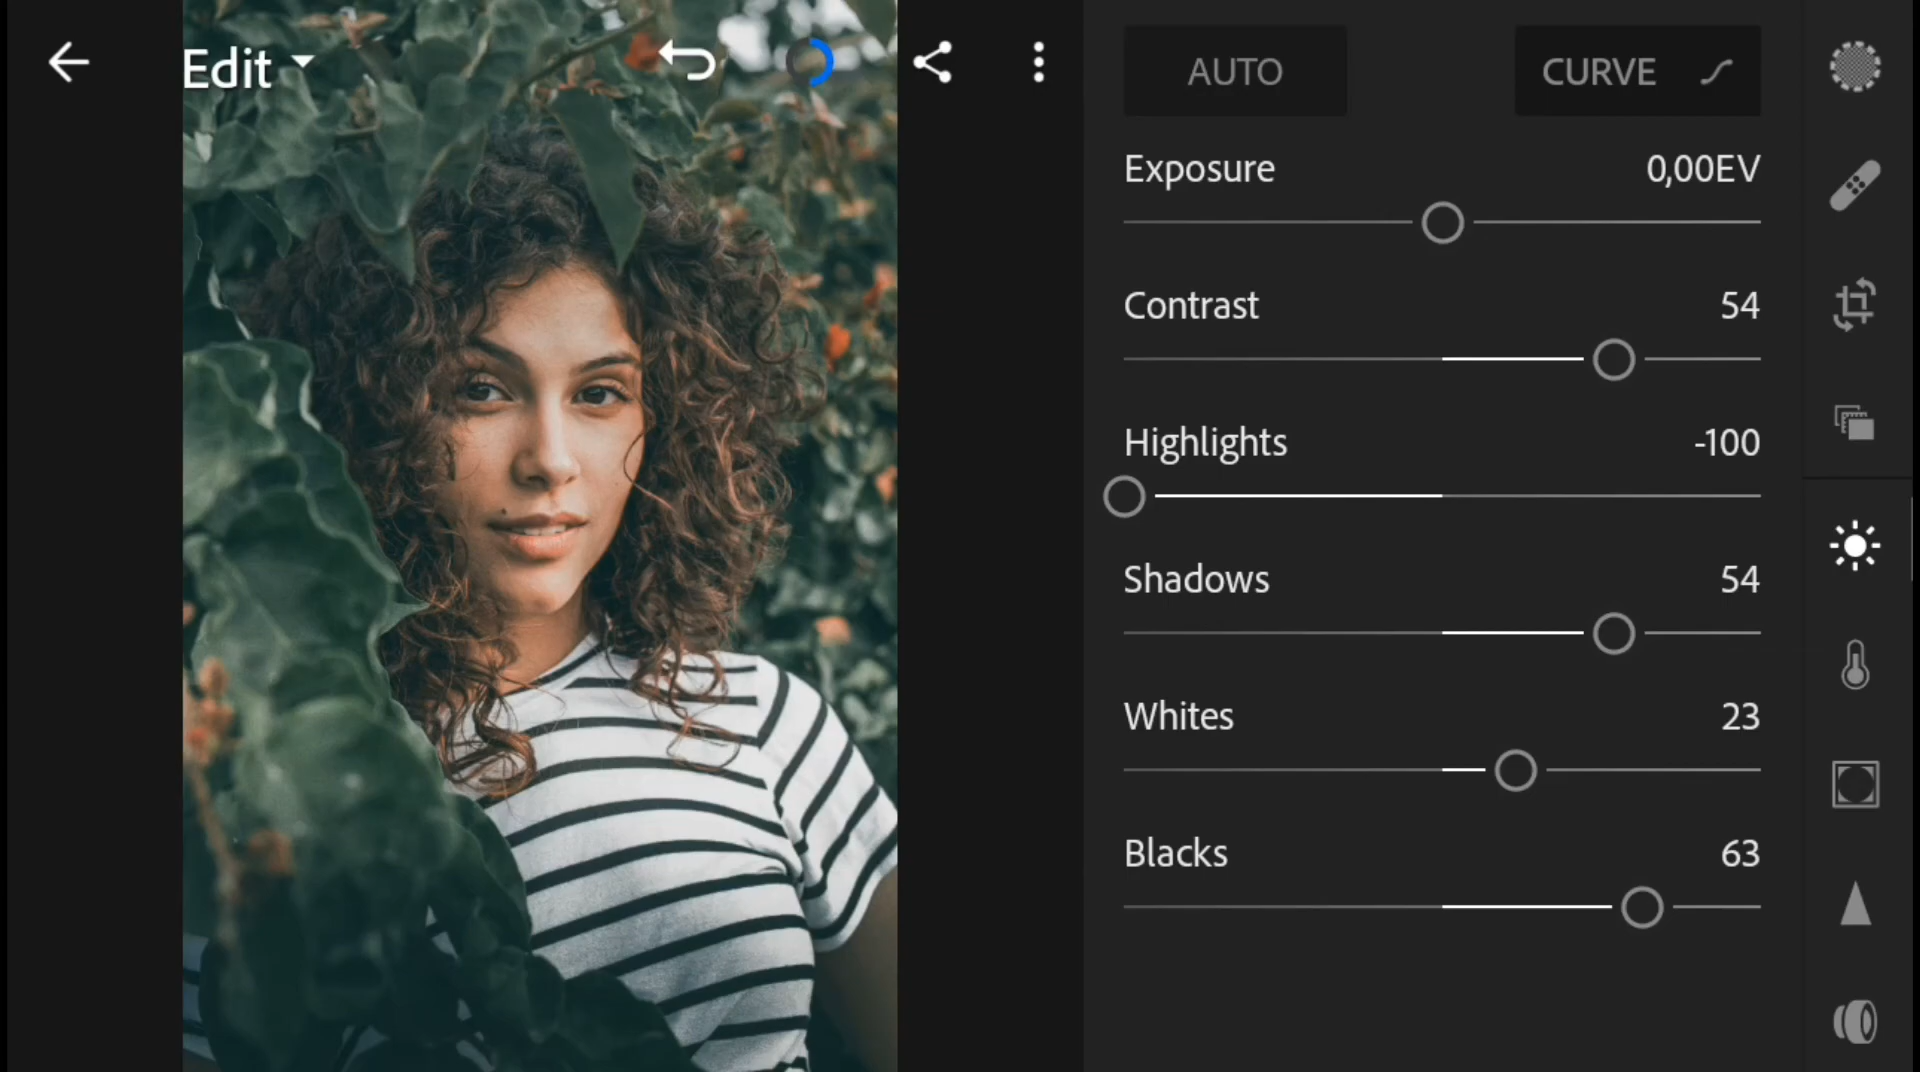 Edit
AUTO
CURVE
Exposure 0,00EV
Contrast 54
Highlights -100
Shadows 54
Whites 23
Blacks 63